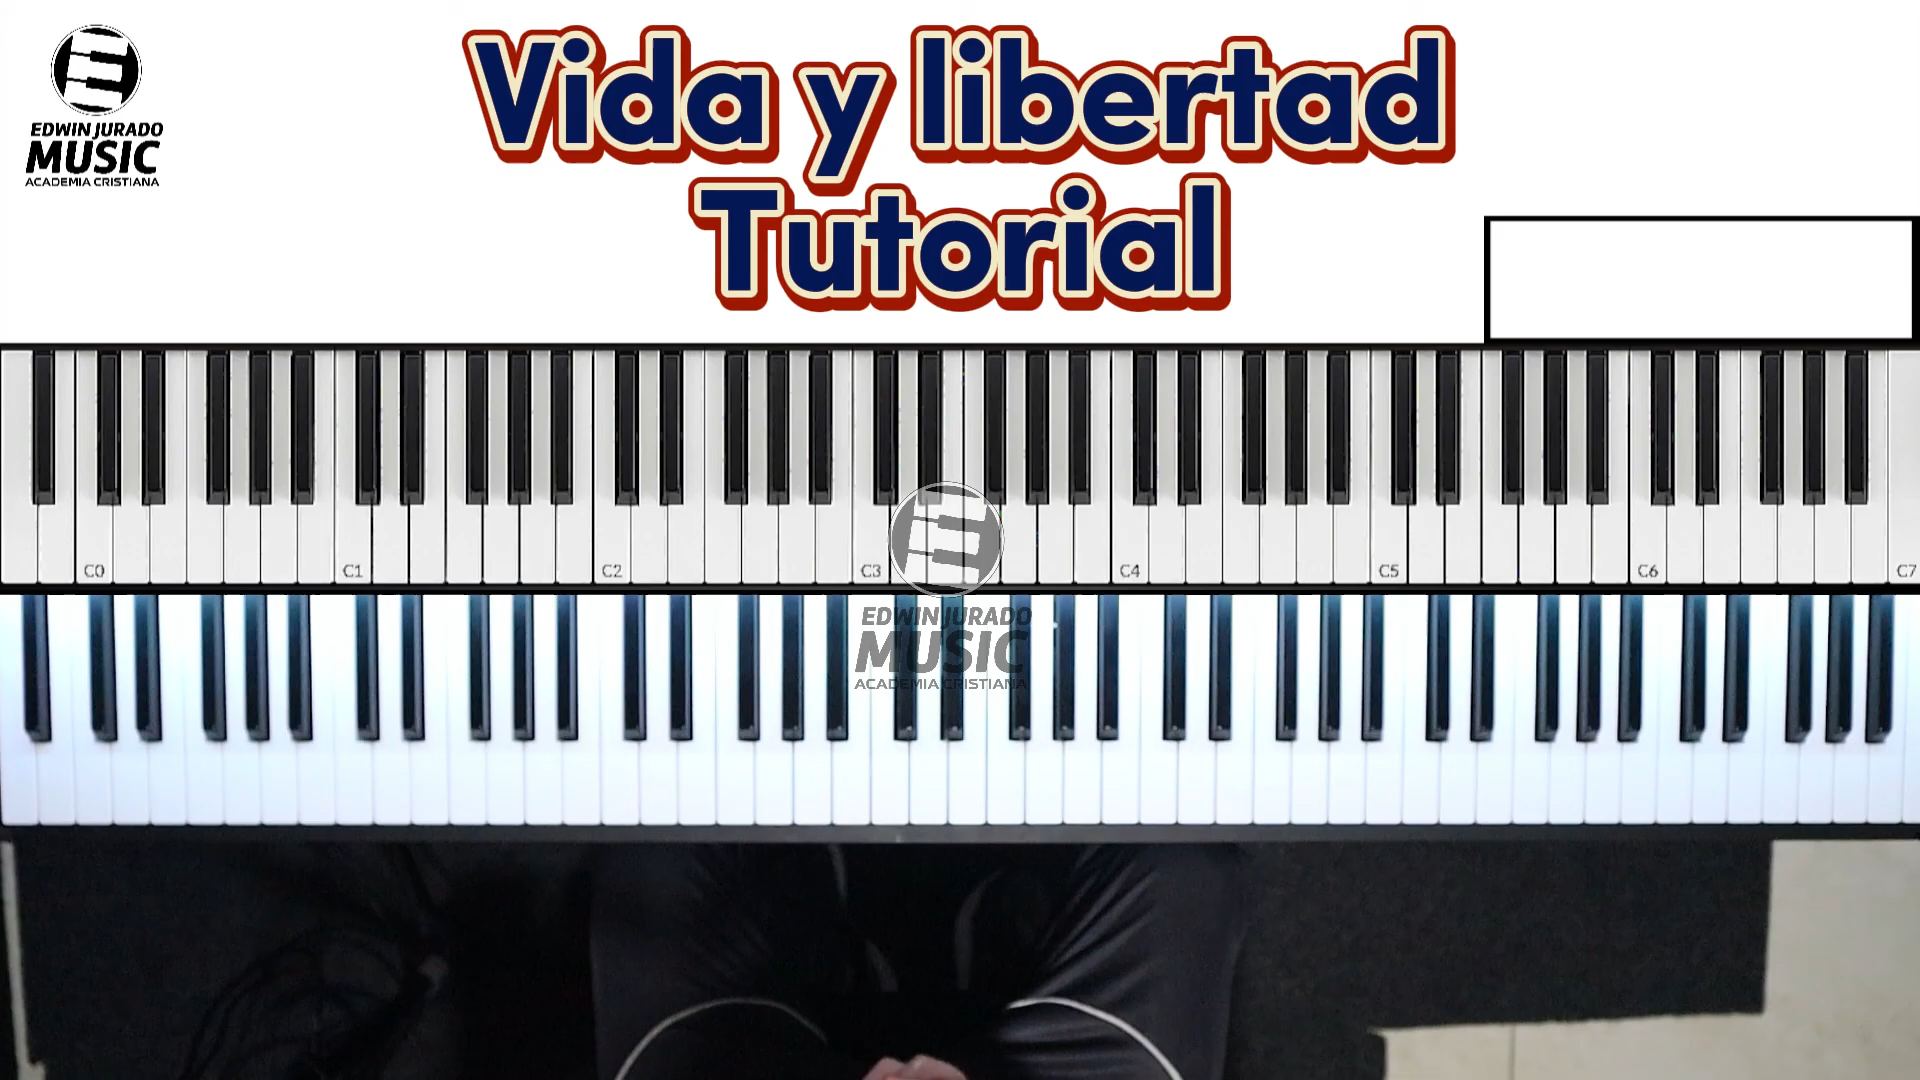 Vida y libertad
Tutorial
EDWIN JURADO
MUSIC
ACADEMIA CRISTIANA
C0 C1 C2 C3 C4 C5 C6 C7
EDWIN JURADO
MUSIC
ACADEMIA CRISTIANA